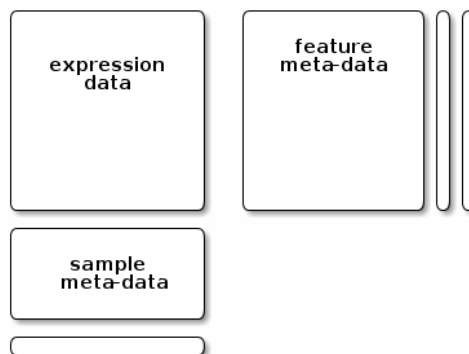 expression
data
feature
meta-data
sample
meta-data